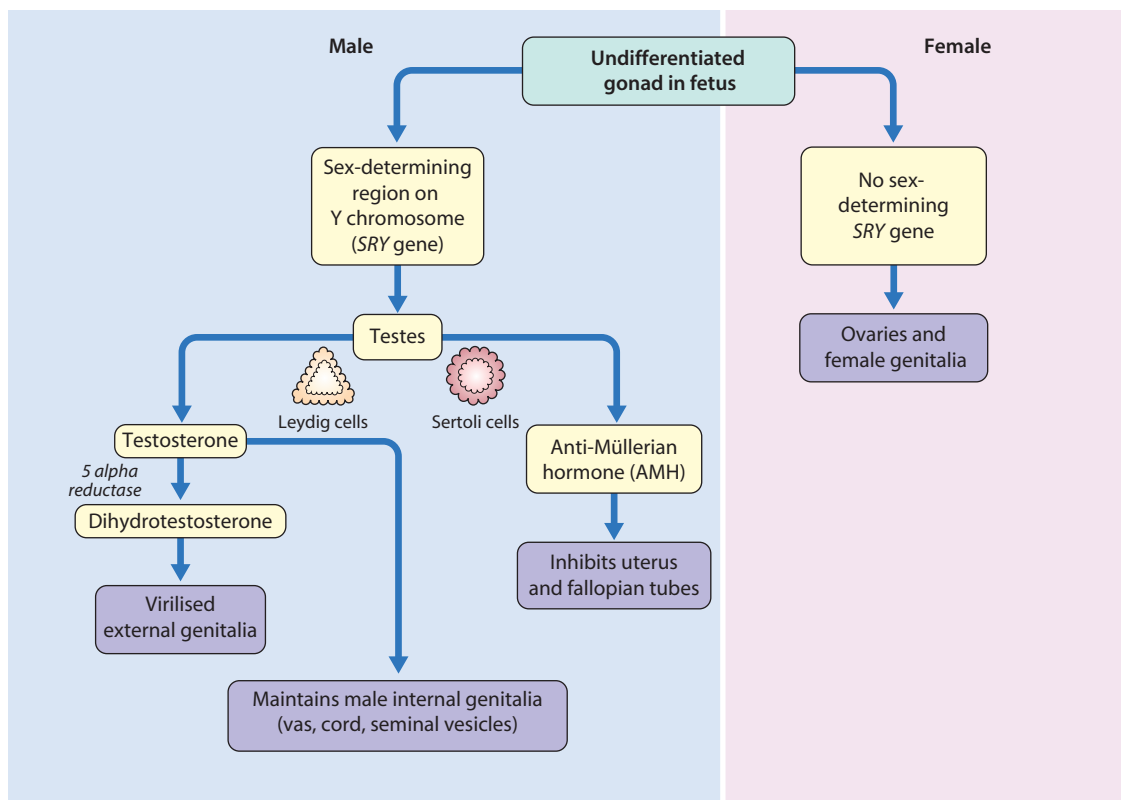 Male
Undifferentiated
gonad in fetus
Female
Sex-determining
region on
Y chromosome
(SRY gene)
No sex-
determining
SRY gene
Testes
Ovaries and
female genitalia
Leydig cells
Sertoli cells
Testosterone
Anti-Müllerian
hormone (AMH)
5 alpha
reductase
Dihydrotestosterone
Inhibits uterus
and fallopian tubes
Virilised
external genitalia
Maintains male internal genitalia
(vas, cord, seminal vesicles)